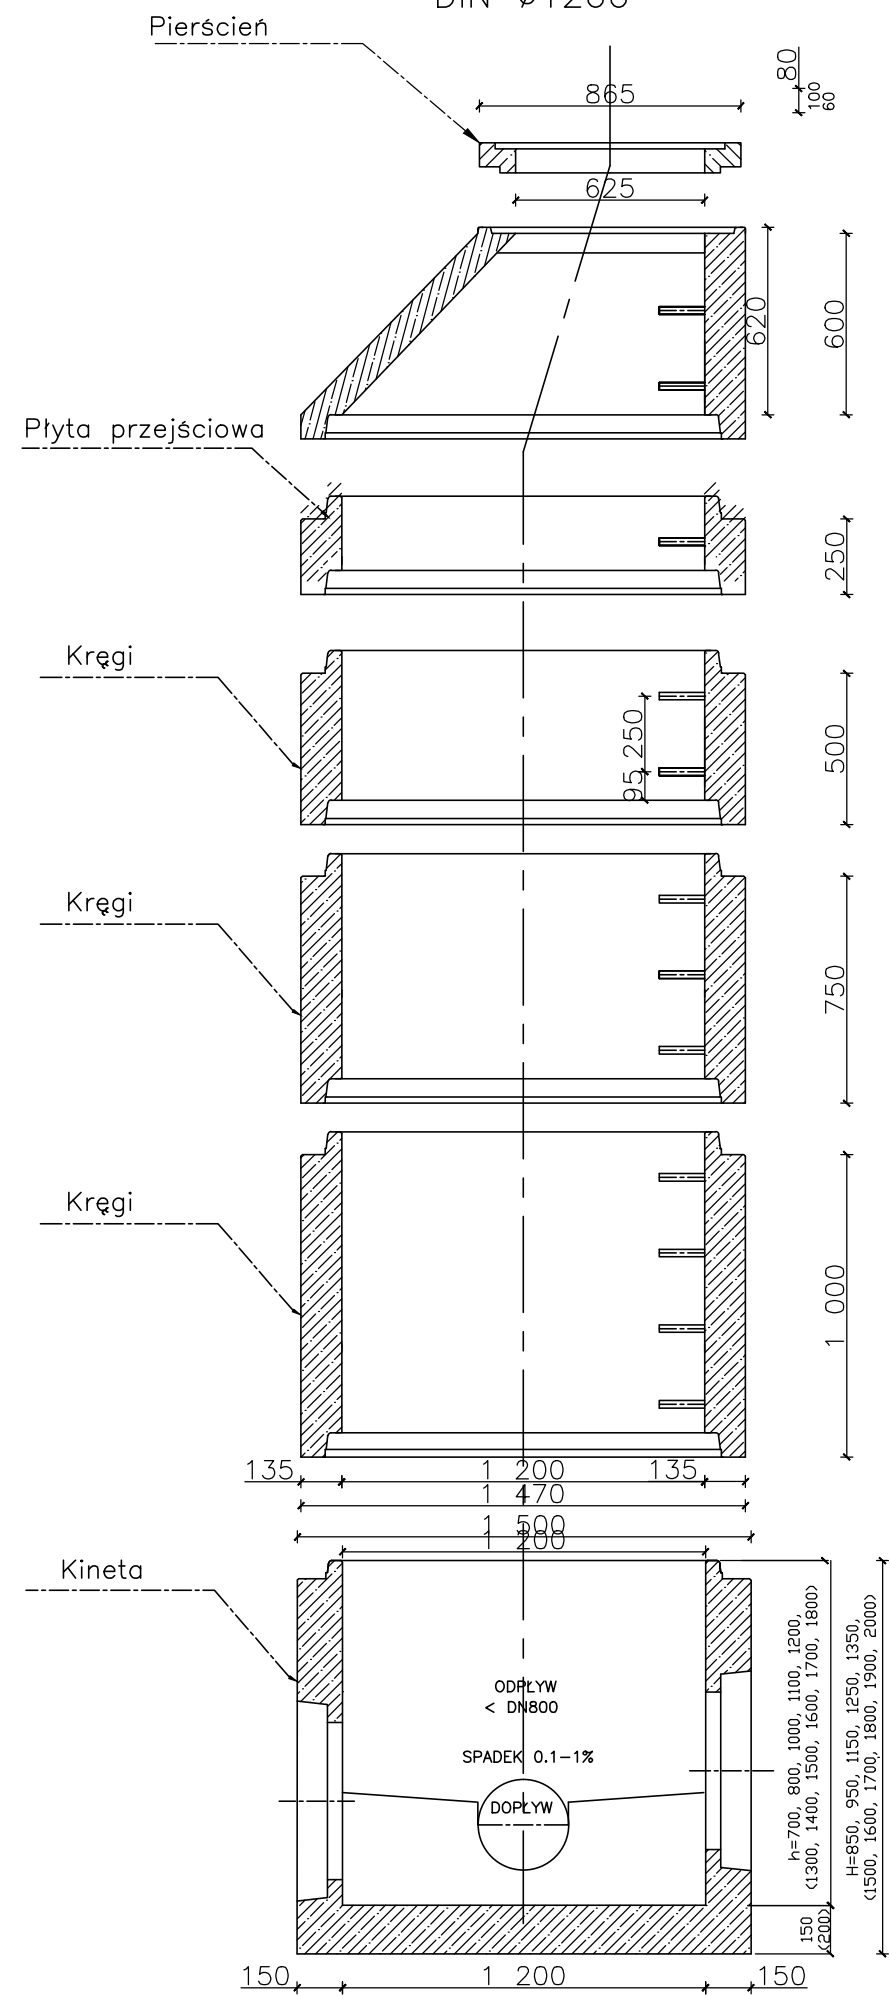 DIN ⌀1200
Pierścień
80
100
60
865
625
620
600
Płyta przejściowa
250
Kręgi
250
95
500
Kręgi
750
Kręgi
1 000
135
1 200
135
1 470
1 500
1 200
Kineta
ODPŁYW
< DN800
SPADEK 0.1-1%
DOPŁYW
h=700, 800, 1000, 1100, 1200,
<1300, 1400, 1500, 1600, 1700, 1800>
H=850, 950, 1150, 1250, 1350,
<1500, 1600, 1700, 1800, 1900, 2000>
150
<200>
150
1 200
150